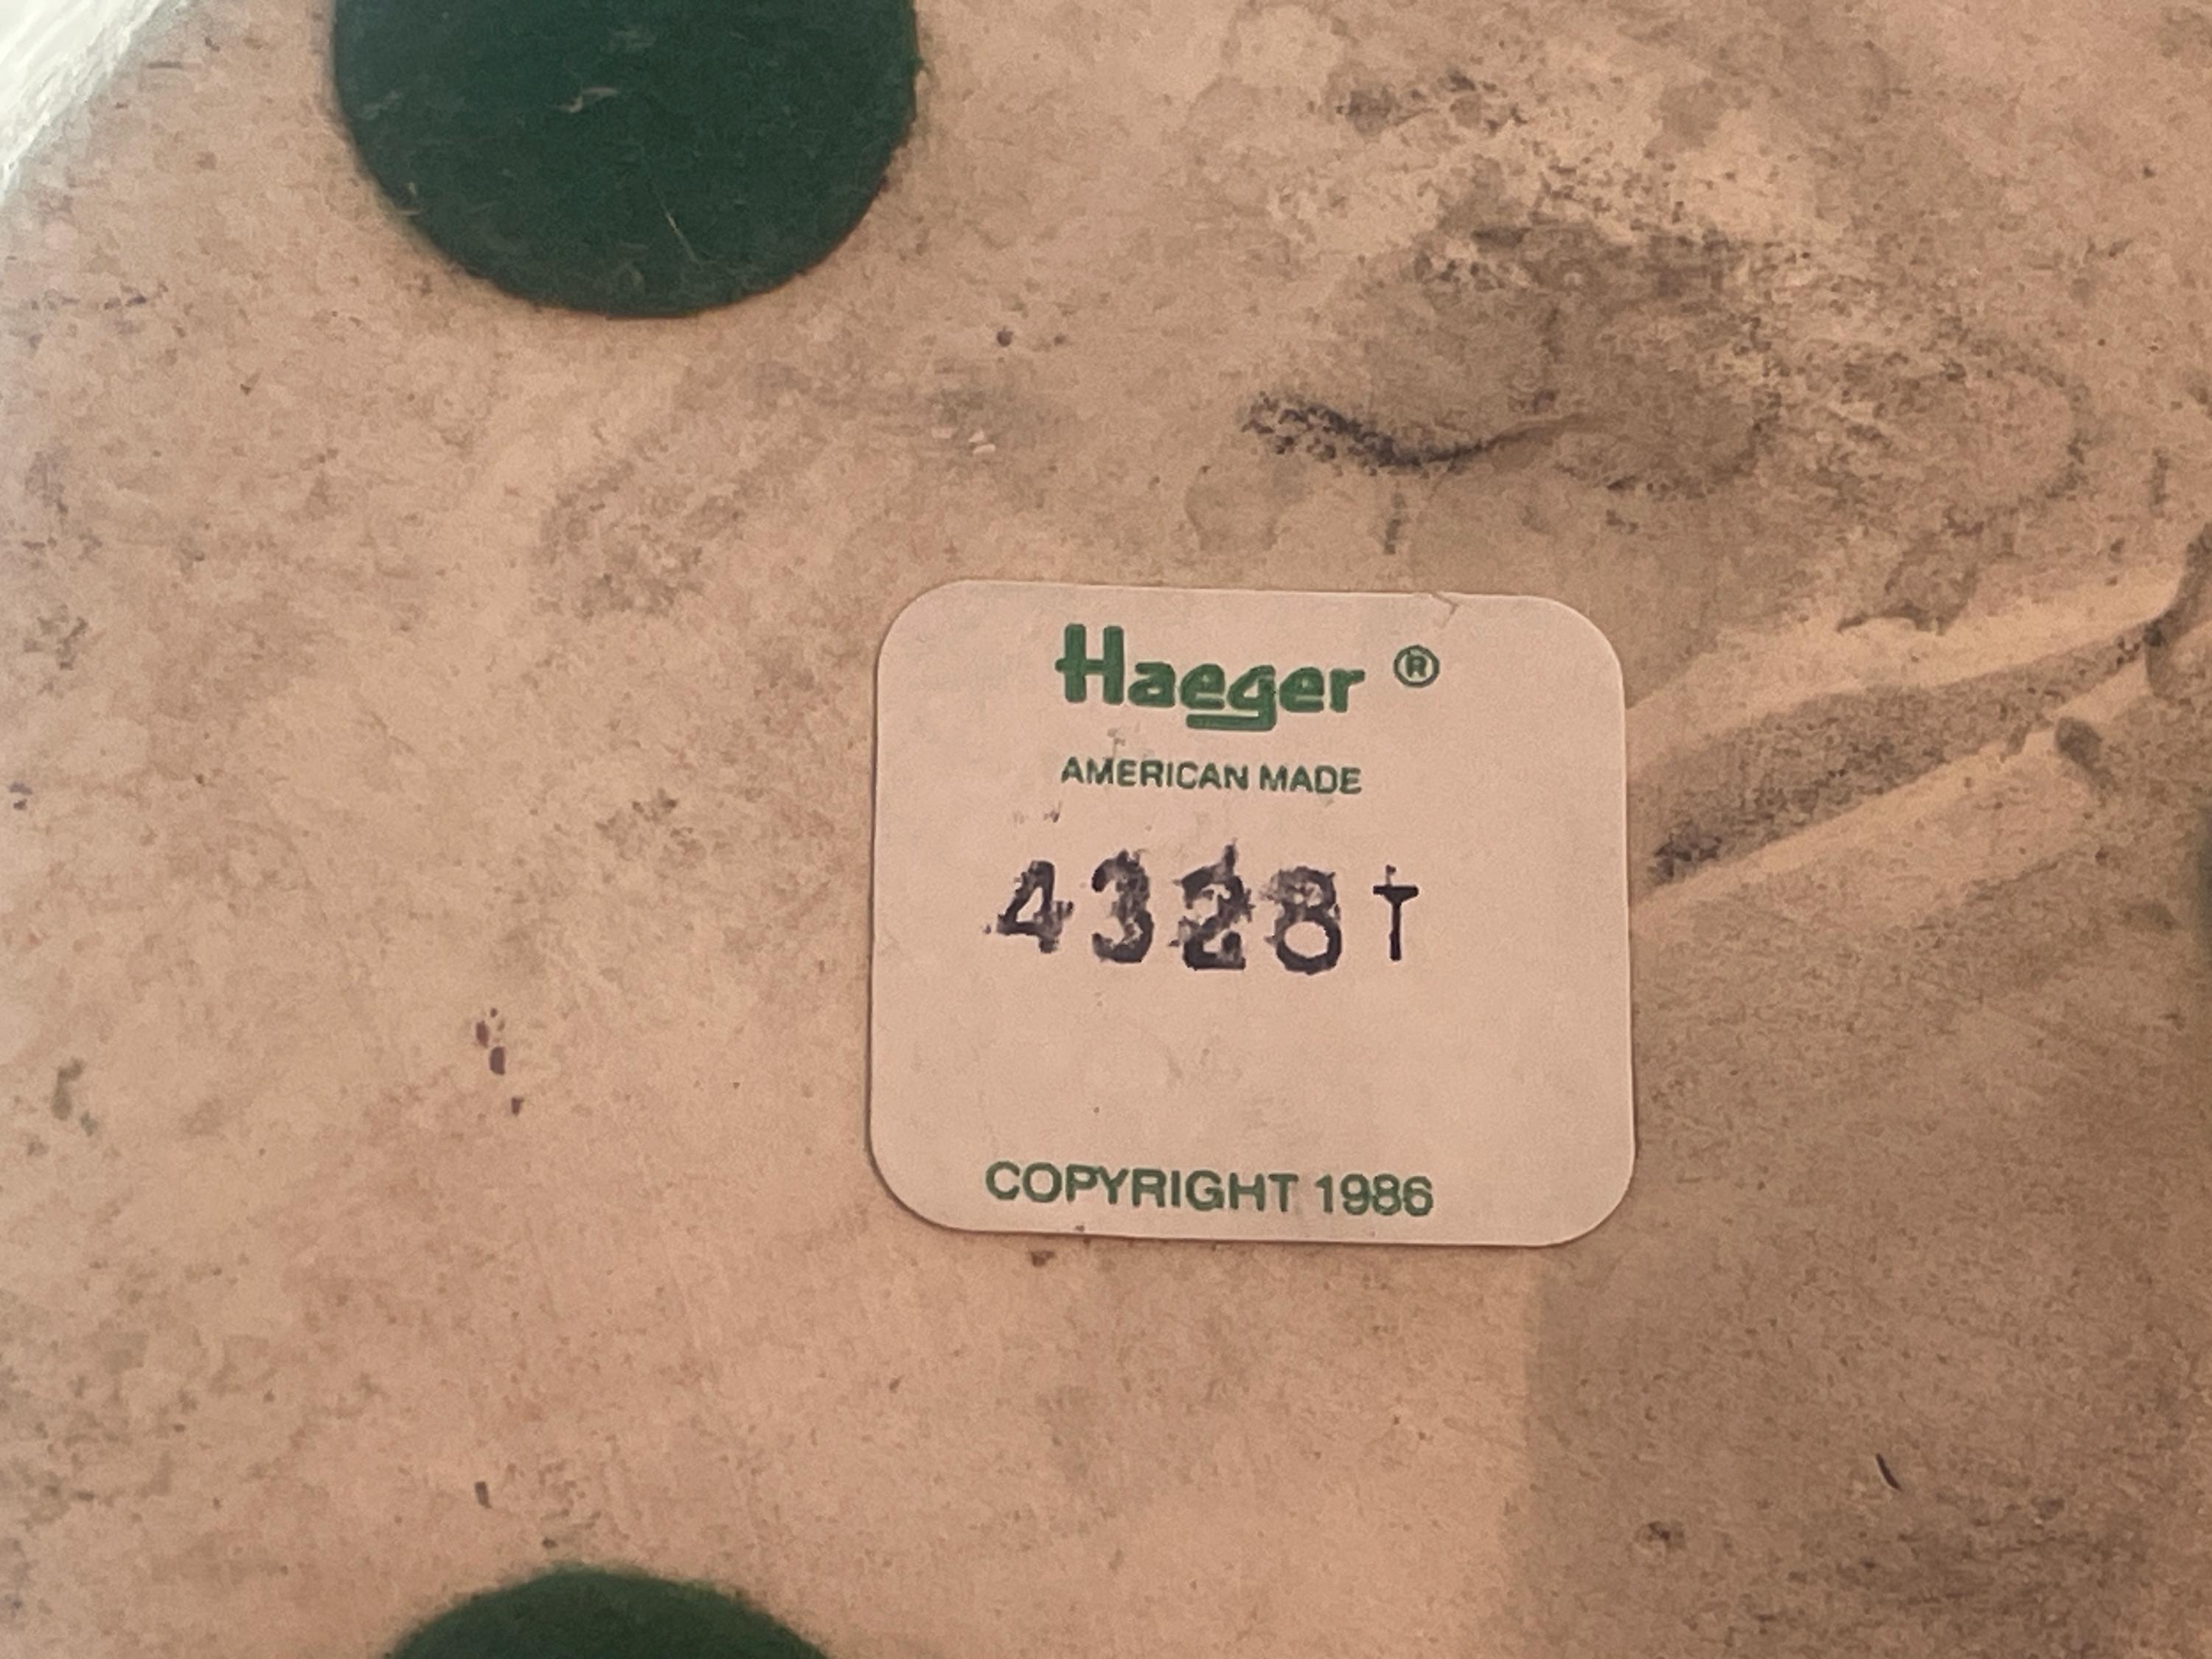 Haeger ®
AMERICAN MADE
4328 T
COPYRIGHT 1986